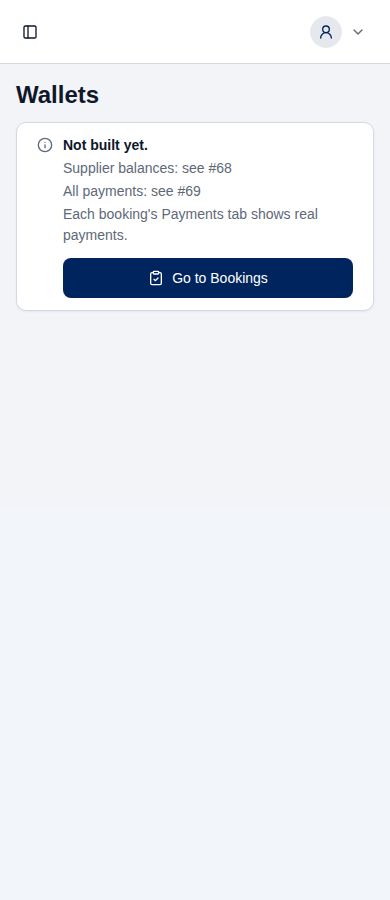 Wallets
Not built yet.
Supplier balances: see #68
All payments: see #69
Each booking's Payments tab shows real
payments.
Go to Bookings